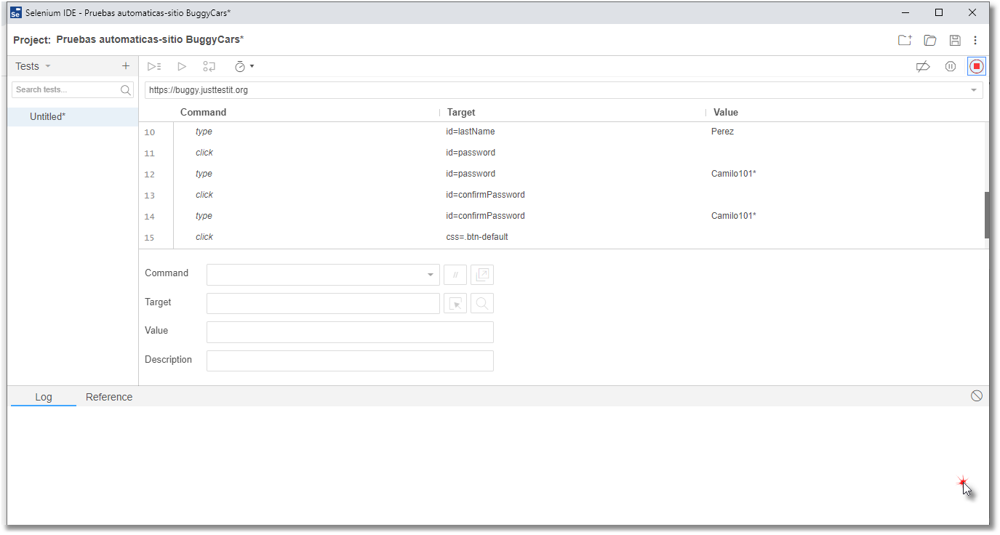 Selenium IDE - Pruebas automaticas-sitio BuggyCars*
Project: Pruebas automaticas-sitio BuggyCars*
Tests
Search tests...
Untitled*
https://buggy.justtestit.org
Command Target Value
10 type id=lastName Perez
11 click id=password
12 type id=password Camilo101*
13 click id=confirmPassword
14 type id=confirmPassword Camilo101*
15 click css=.btn-default
Command //
Target
Value
Description
Log Reference